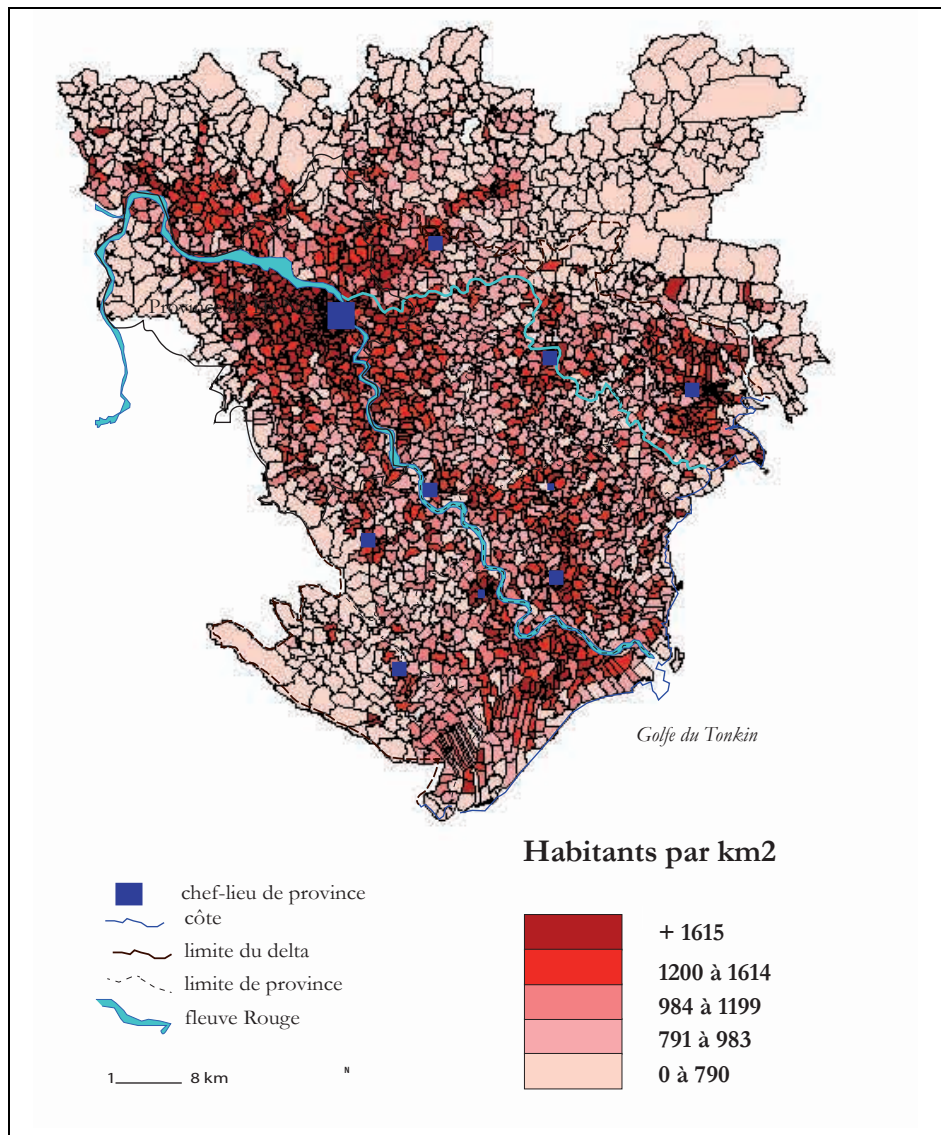 Provinc
Golfe du Tonkin
Habitants par km2
chef-lieu de province
côte
limite du delta
limite de province
fleuve Rouge
1 8 km
N
+ 1615
1200 à 1614
984 à 1199
791 à 983
0 à 790